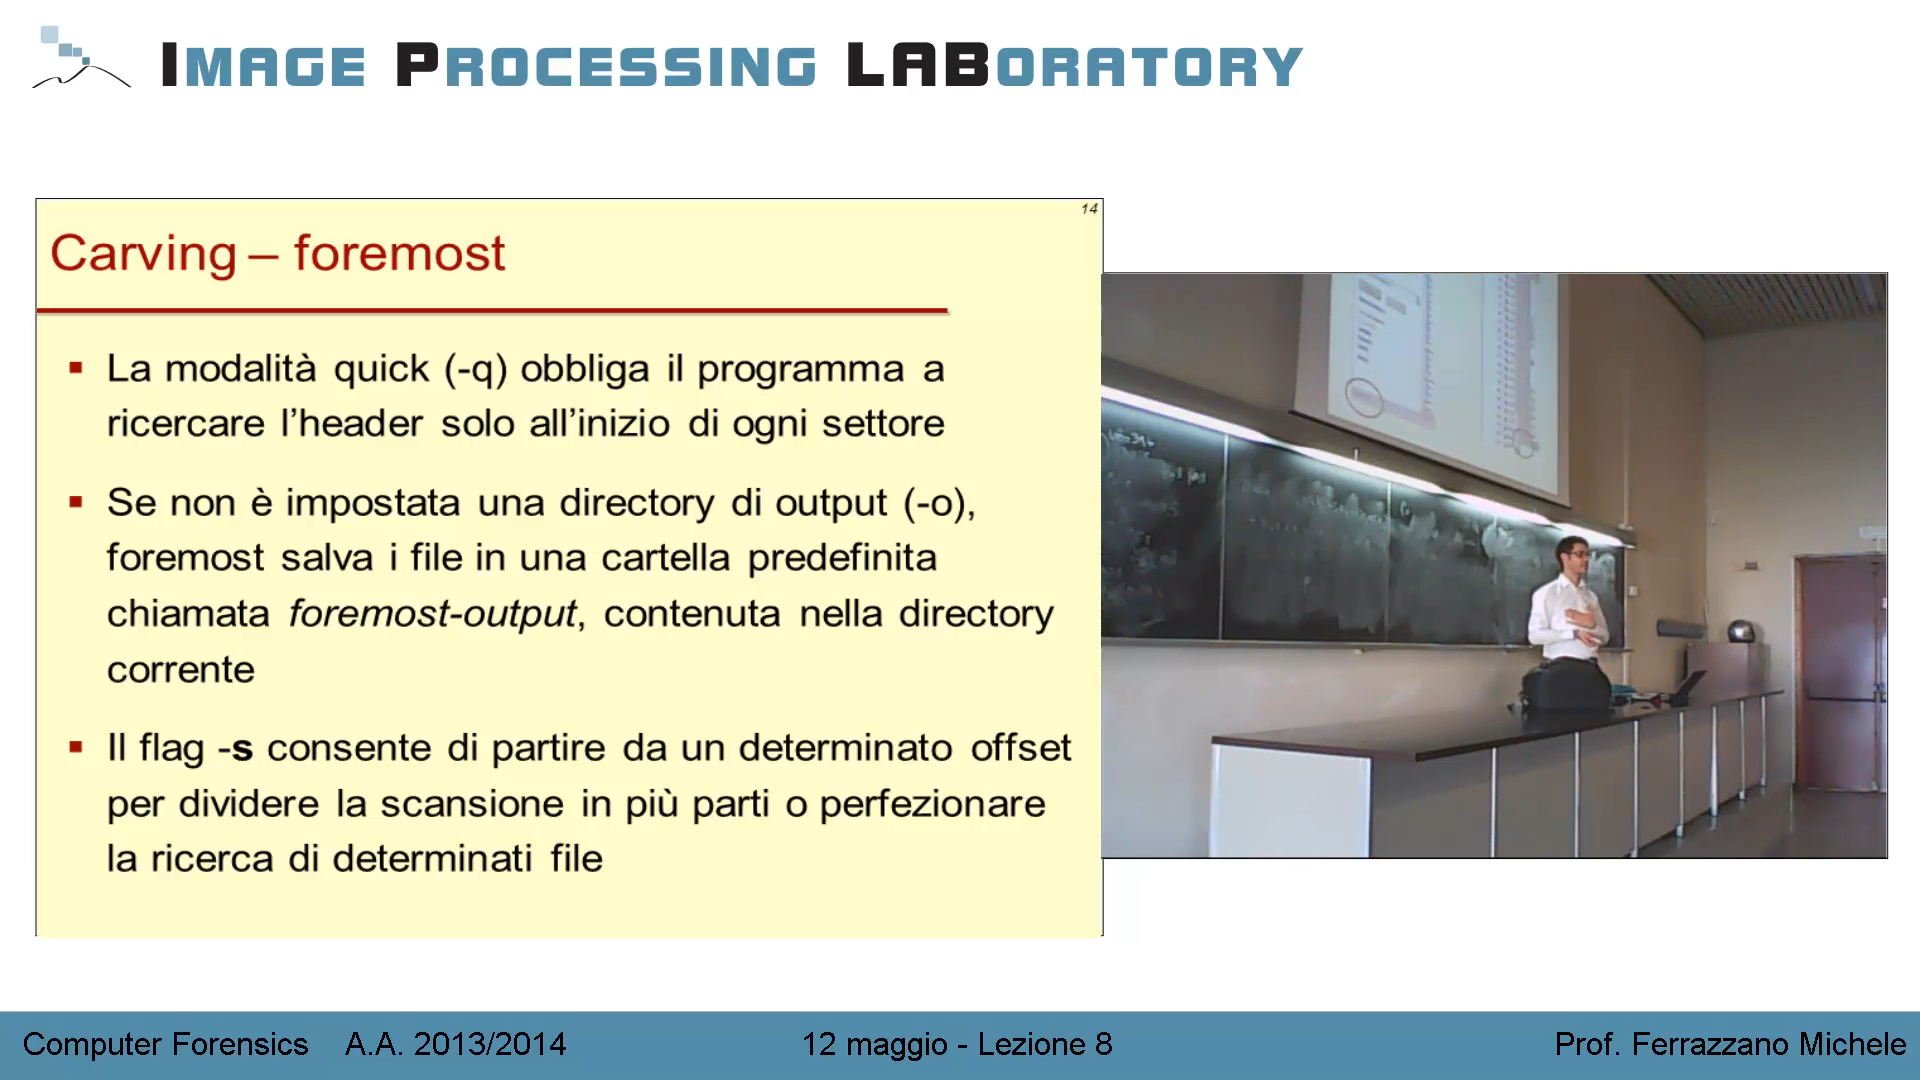 IMAGE PROCESSING LABORATORY
14
Carving – foremost
La modalità quick (-q) obbliga il programma a
ricercare l’header solo all’inizio di ogni settore
Se non è impostata una directory di output (-o),
foremost salva i file in una cartella predefinita
chiamata foremost-output, contenuta nella directory
corrente
Il flag -s consente di partire da un determinato offset
per dividere la scansione in più parti o perfezionare
la ricerca di determinati file
Computer Forensics A.A. 2013/2014
12 maggio - Lezione 8
Prof. Ferrazzano Michele